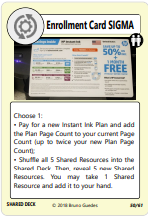 Enrollment Card SIGMA
50%
1 MONTH
FREE
Choose 1:
• Pay for a new Instant Ink Plan and add
the Plan Page Count to your current Page
Count (up to twice your new Plan Page
Count);
• Shuffle all 5 Shared Resources into the
Shared Deck. Then, reveal 5 new Shared
Resources. You may take 1 Shared
Resource and add it to your hand.
SHARED DECK © 2018 Bruno Guedes 50/61